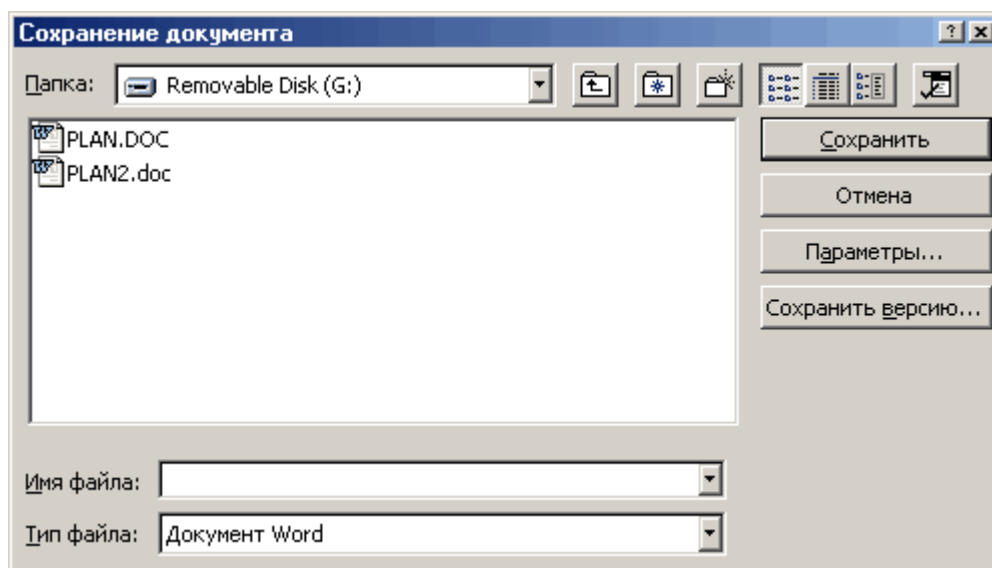 Сохранение документа
Папка: Removable Disk (G:)
PLAN.DOC
PLAN2.doc
Сохранить
Отмена
Параметры...
Сохранить версию...
Имя файла:
Тип файла: Документ Word